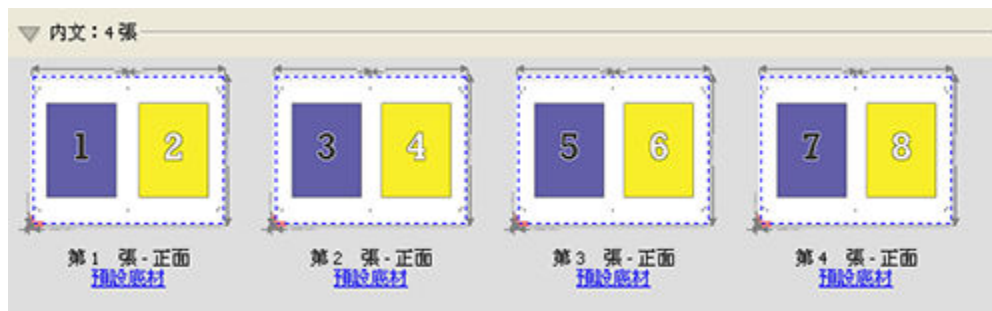 內文：4 張
1 2 3 4 5 6 7 8
第 1 張 - 正面 第 2 張 - 正面 第 3 張 - 正面 第 4 張 - 正面
預設底材 預設底材 預設底材 預設底材